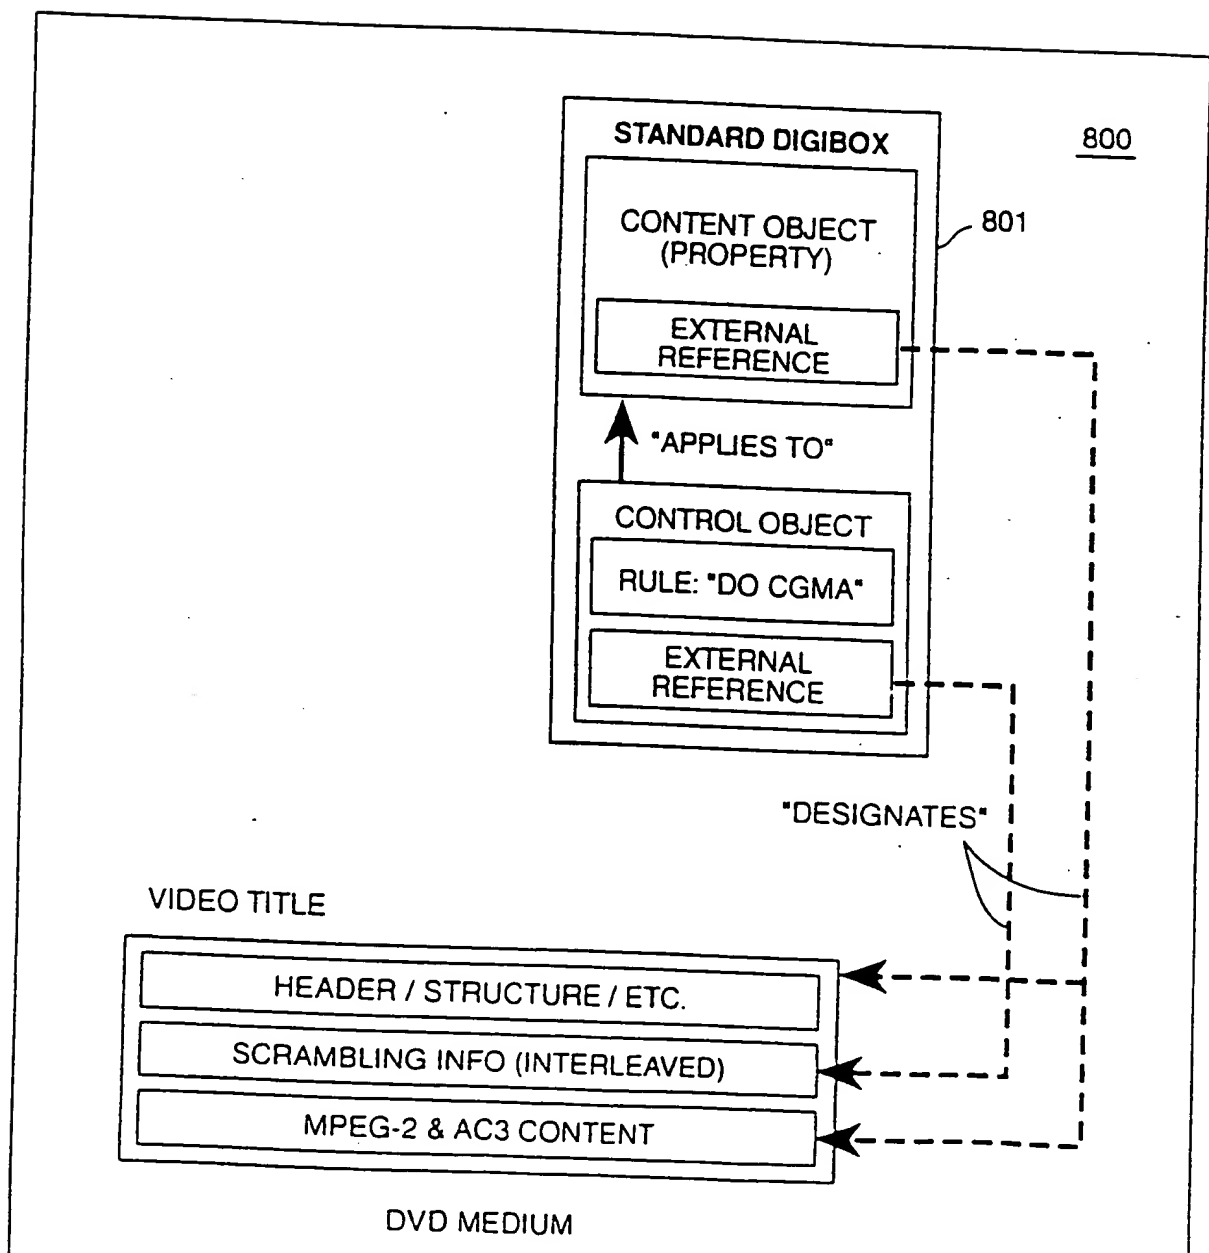 STANDARD DIGIBOX
800
CONTENT OBJECT
(PROPERTY)
801
EXTERNAL
REFERENCE
"APPLIES TO"
CONTROL OBJECT
RULE: "DO CGMA"
EXTERNAL
REFERENCE
"DESIGNATES"
VIDEO TITLE
HEADER / STRUCTURE / ETC.
SCRAMBLING INFO (INTERLEAVED)
MPEG-2 & AC3 CONTENT
DVD MEDIUM